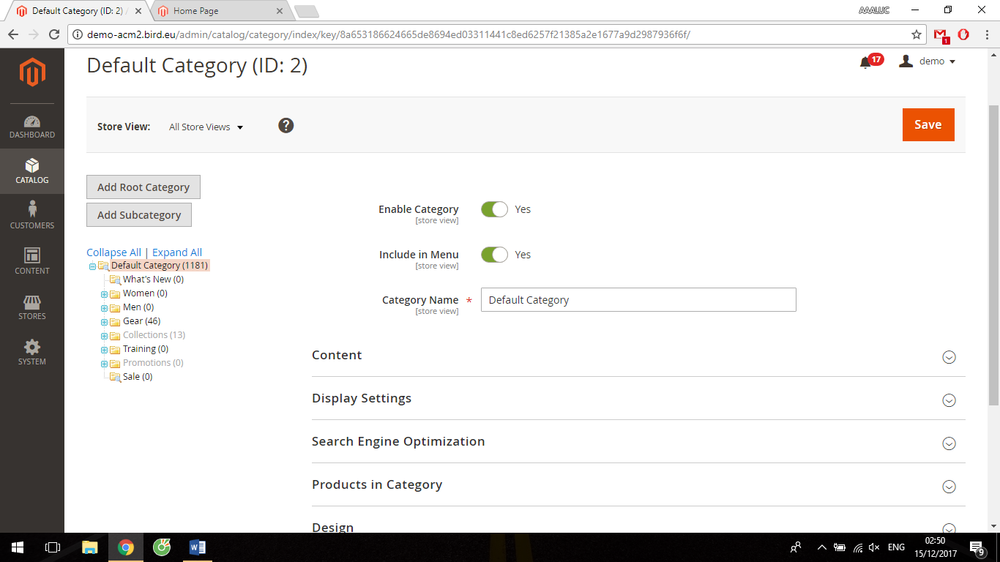 Default Category (ID: 2) /
Home Page
AAALUC
demo-acm2.bird.eu/admin/catalog/category/index/key/8a653186624665de8694ed03311441c8ed6257f21385a2e1677a9d2987936f6f/
1
Default Category (ID: 2)
17
demo
Store View:
All Store Views
?
Save
DASHBOARD
CATALOG
CUSTOMERS
CONTENT
STORES
SYSTEM
Add Root Category
Add Subcategory
Collapse All | Expand All
Default Category (1181)
What's New (0)
Women (0)
Men (0)
Gear (46)
Collections (13)
Training (0)
Promotions (0)
Sale (0)
Enable Category
[store view]
Yes
Include in Menu
[store view]
Yes
Category Name *
[store view]
Default Category
Content
Display Settings
Search Engine Optimization
Products in Category
Design
ENG
02:50
15/12/2017
9